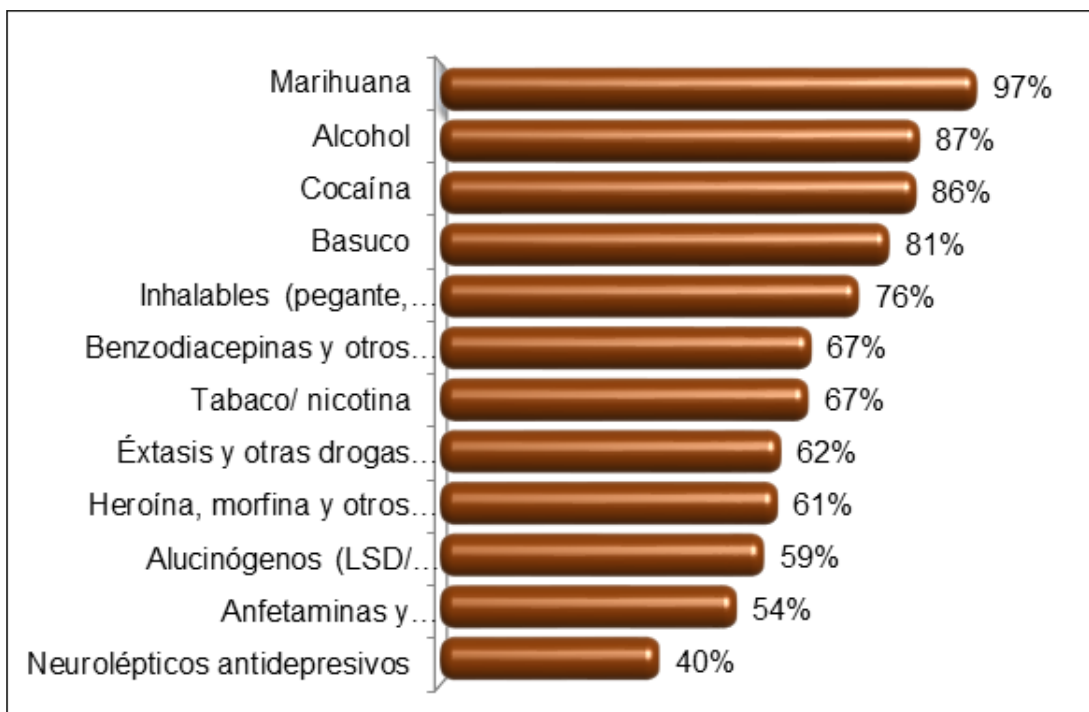 Marihuana 97%
Alcohol 87%
Cocaína 86%
Basuco 81%
Inhalables (pegante,... 76%
Benzodiacepinas y otros... 67%
Tabaco/ nicotina 67%
Éxtasis y otras drogas... 62%
Heroína, morfina y otros... 61%
Alucinógenos (LSD/... 59%
Anfetaminas y... 54%
Neurolépticos antidepresivos 40%